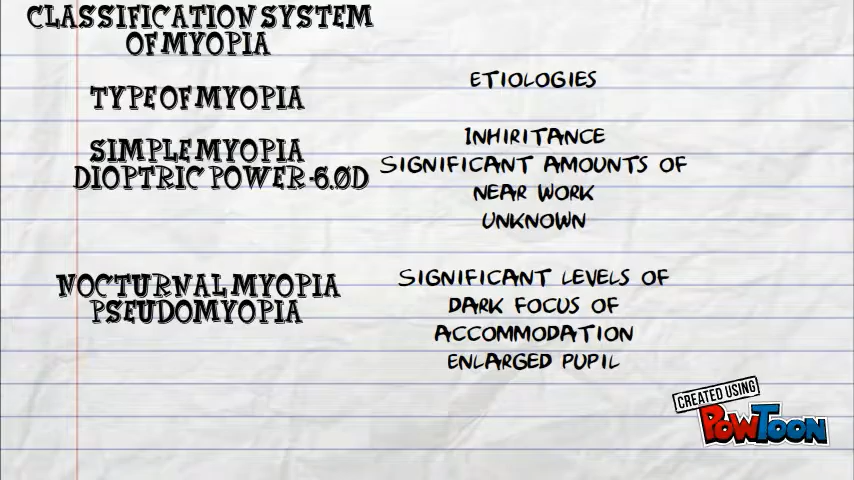 CLASSIFICATION SYSTEM
OF MYOPIA
TYPE OF MYOPIA
ETIOLOGIES
SIMPLE MYOPIA
DIOPTRIC POWER -6.0D
INHIRITANCE
SIGNIFICANT AMOUNTS OF
NEAR WORK
UNKNOWN
NOCTURNAL MYOPIA
PSEUDOMYOPIA
SIGNIFICANT LEVELS OF
DARK FOCUS OF
ACCOMMODATION
ENLARGED PUPIL
CREATED USING
POWTOON